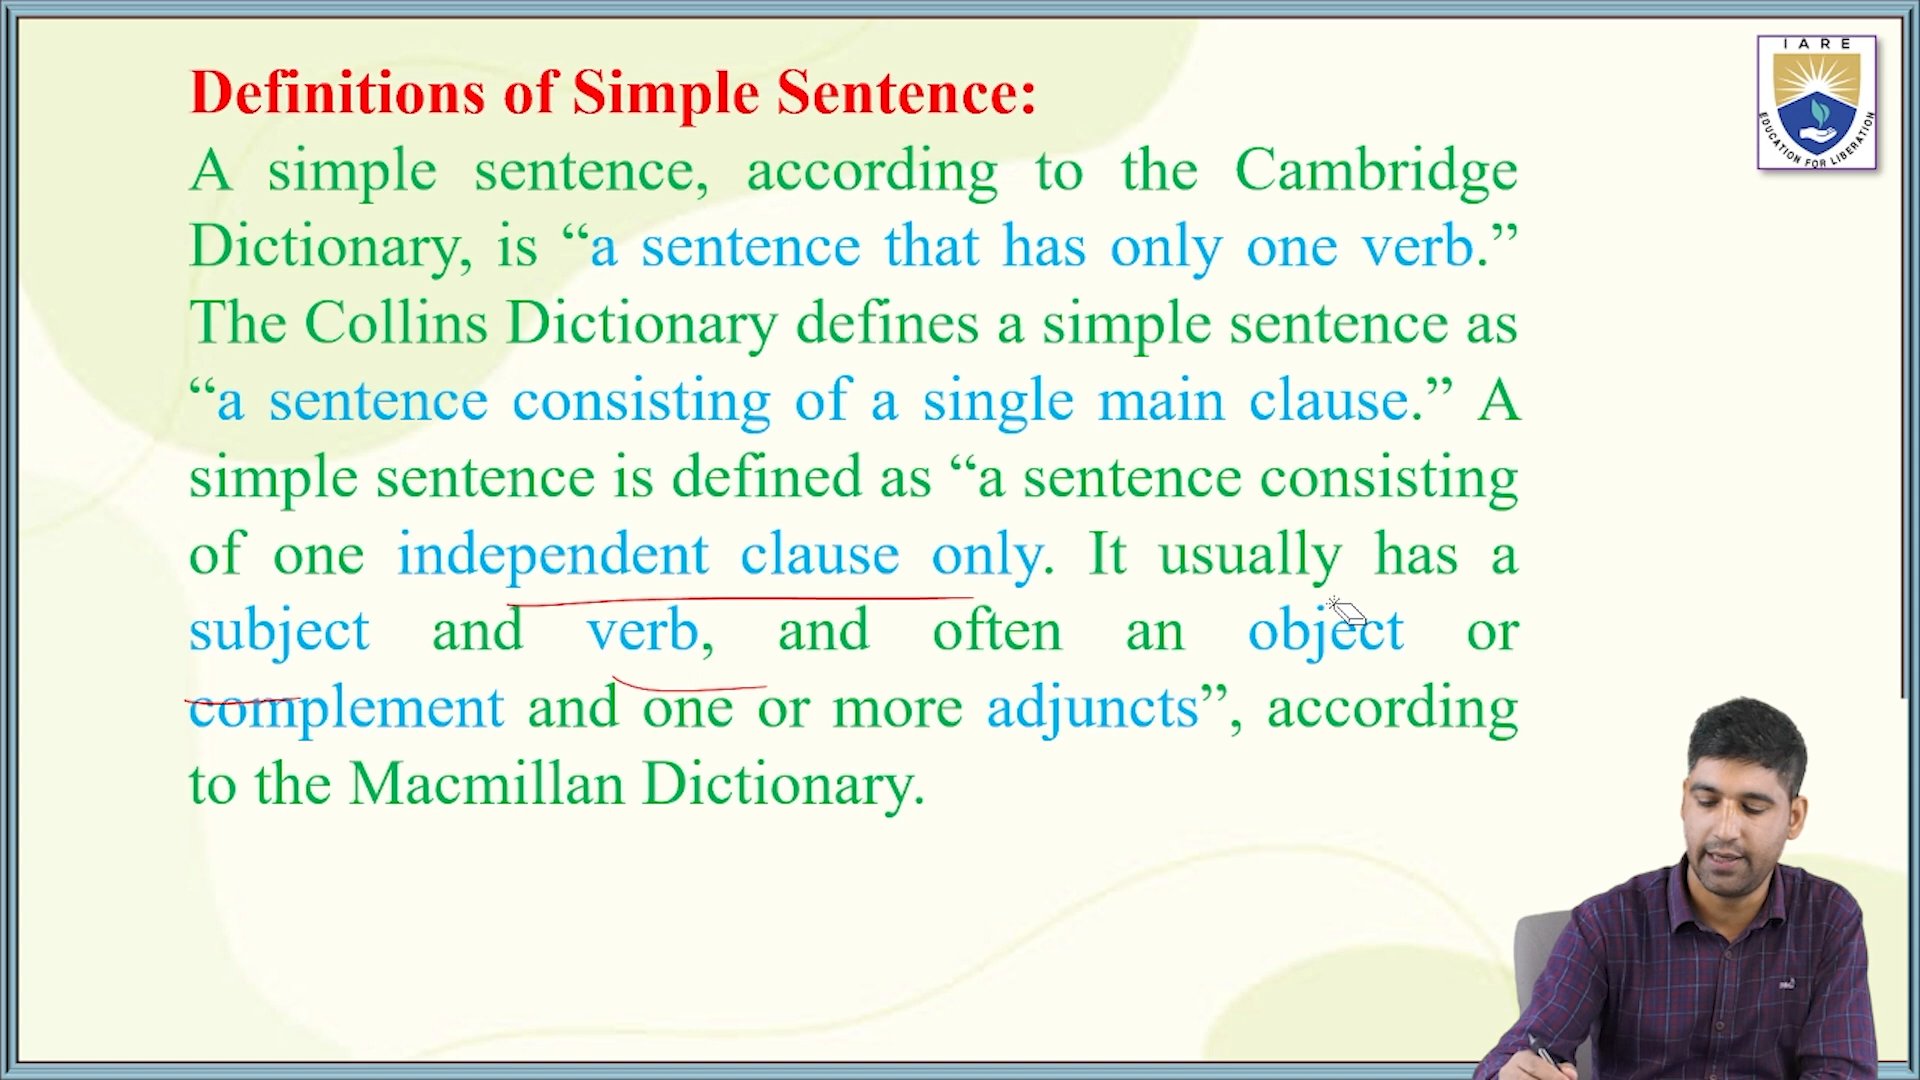 IARE
EDUCATION FOR LIBERATION
Definitions of Simple Sentence:
A simple sentence, according to the Cambridge
Dictionary, is “a sentence that has only one verb.”
The Collins Dictionary defines a simple sentence as
“a sentence consisting of a single main clause.” A
simple sentence is defined as “a sentence consisting
of one independent clause only. It usually has a
subject and verb, and often an object or
complement and one or more adjuncts”, according
to the Macmillan Dictionary.